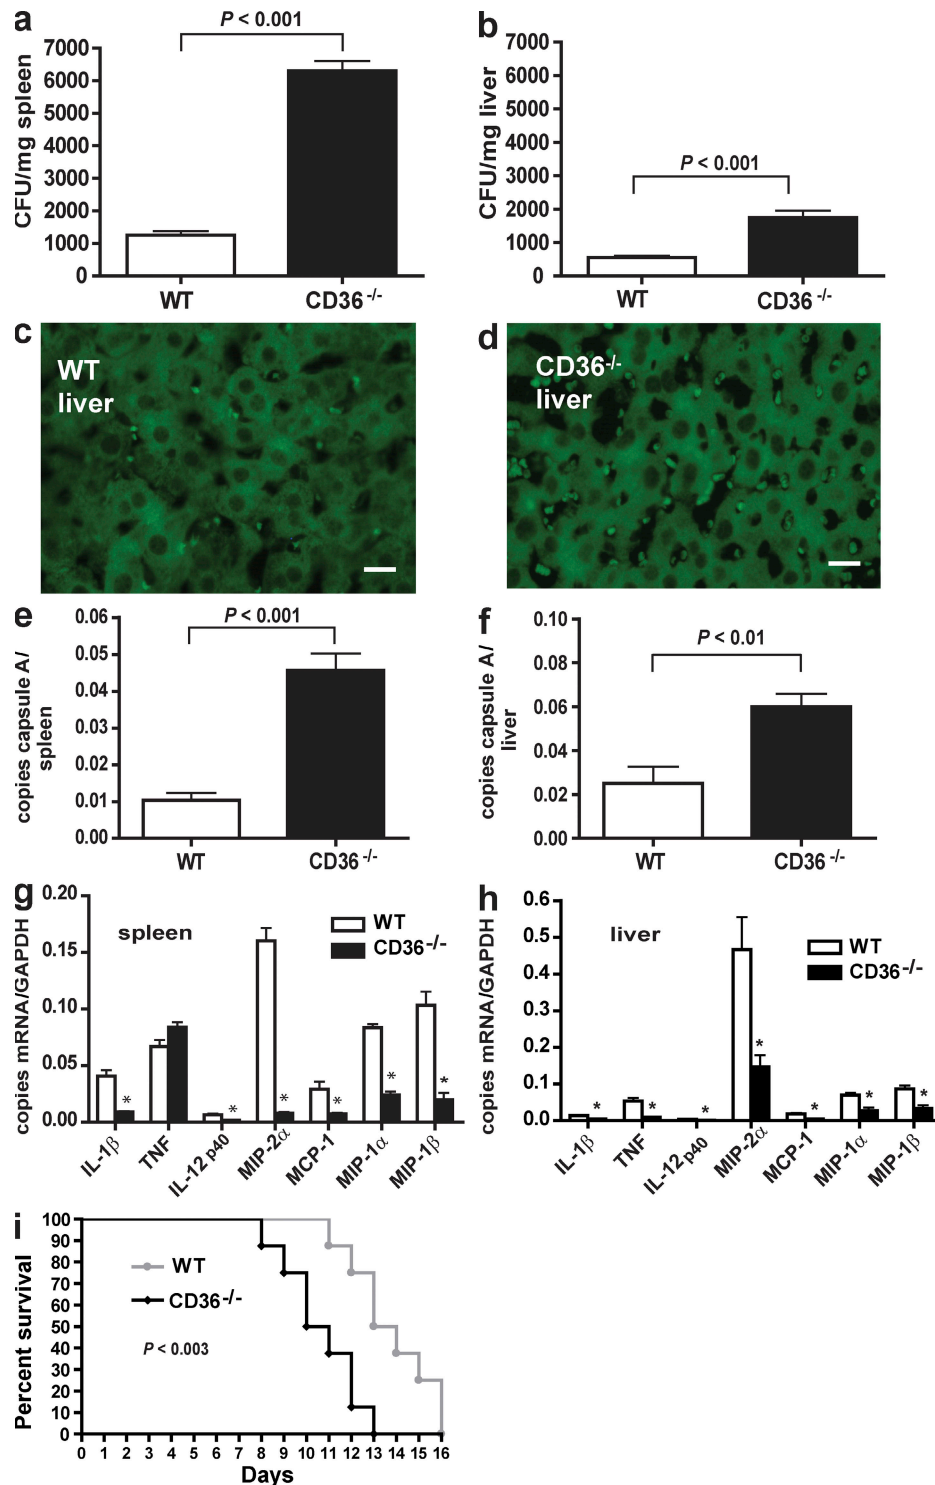 a
P < 0.001
CFU/mg spleen
7000
6000
5000
4000
3000
2000
1000
0
WT
CD36 -/-
b
P < 0.001
CFU/mg liver
7000
6000
5000
4000
3000
2000
1000
0
WT
CD36 -/-
c
WT
liver
d
CD36-/-
liver
e
P < 0.001
copies capsule A/
spleen
0.06
0.05
0.04
0.03
0.02
0.01
0.00
WT
CD36 -/-
f
P < 0.01
copies capsule A/
liver
0.10
0.08
0.06
0.04
0.02
0.00
WT
CD36 -/-
g
spleen
WT
CD36-/-
copies mRNA/GAPDH
0.20
0.15
0.10
0.05
0.00
* * * * * *
IL-1β
TNF
IL-12 p40
MIP-2α
MCP-1
MIP-1α
MIP-1β
h
liver
WT
CD36-/-
copies mRNA/GAPDH
0.6
0.5
0.4
0.3
0.2
0.1
0.0
* * * * * * *
IL-1β
TNF
IL-12 p40
MIP-2α
MCP-1
MIP-1α
MIP-1β
i
WT
CD36-/-
P < 0.003
Percent survival
100
90
80
70
60
50
40
30
20
10
0
0 1 2 3 4 5 6 7 8 9 10 11 12 13 14 15 16
Days